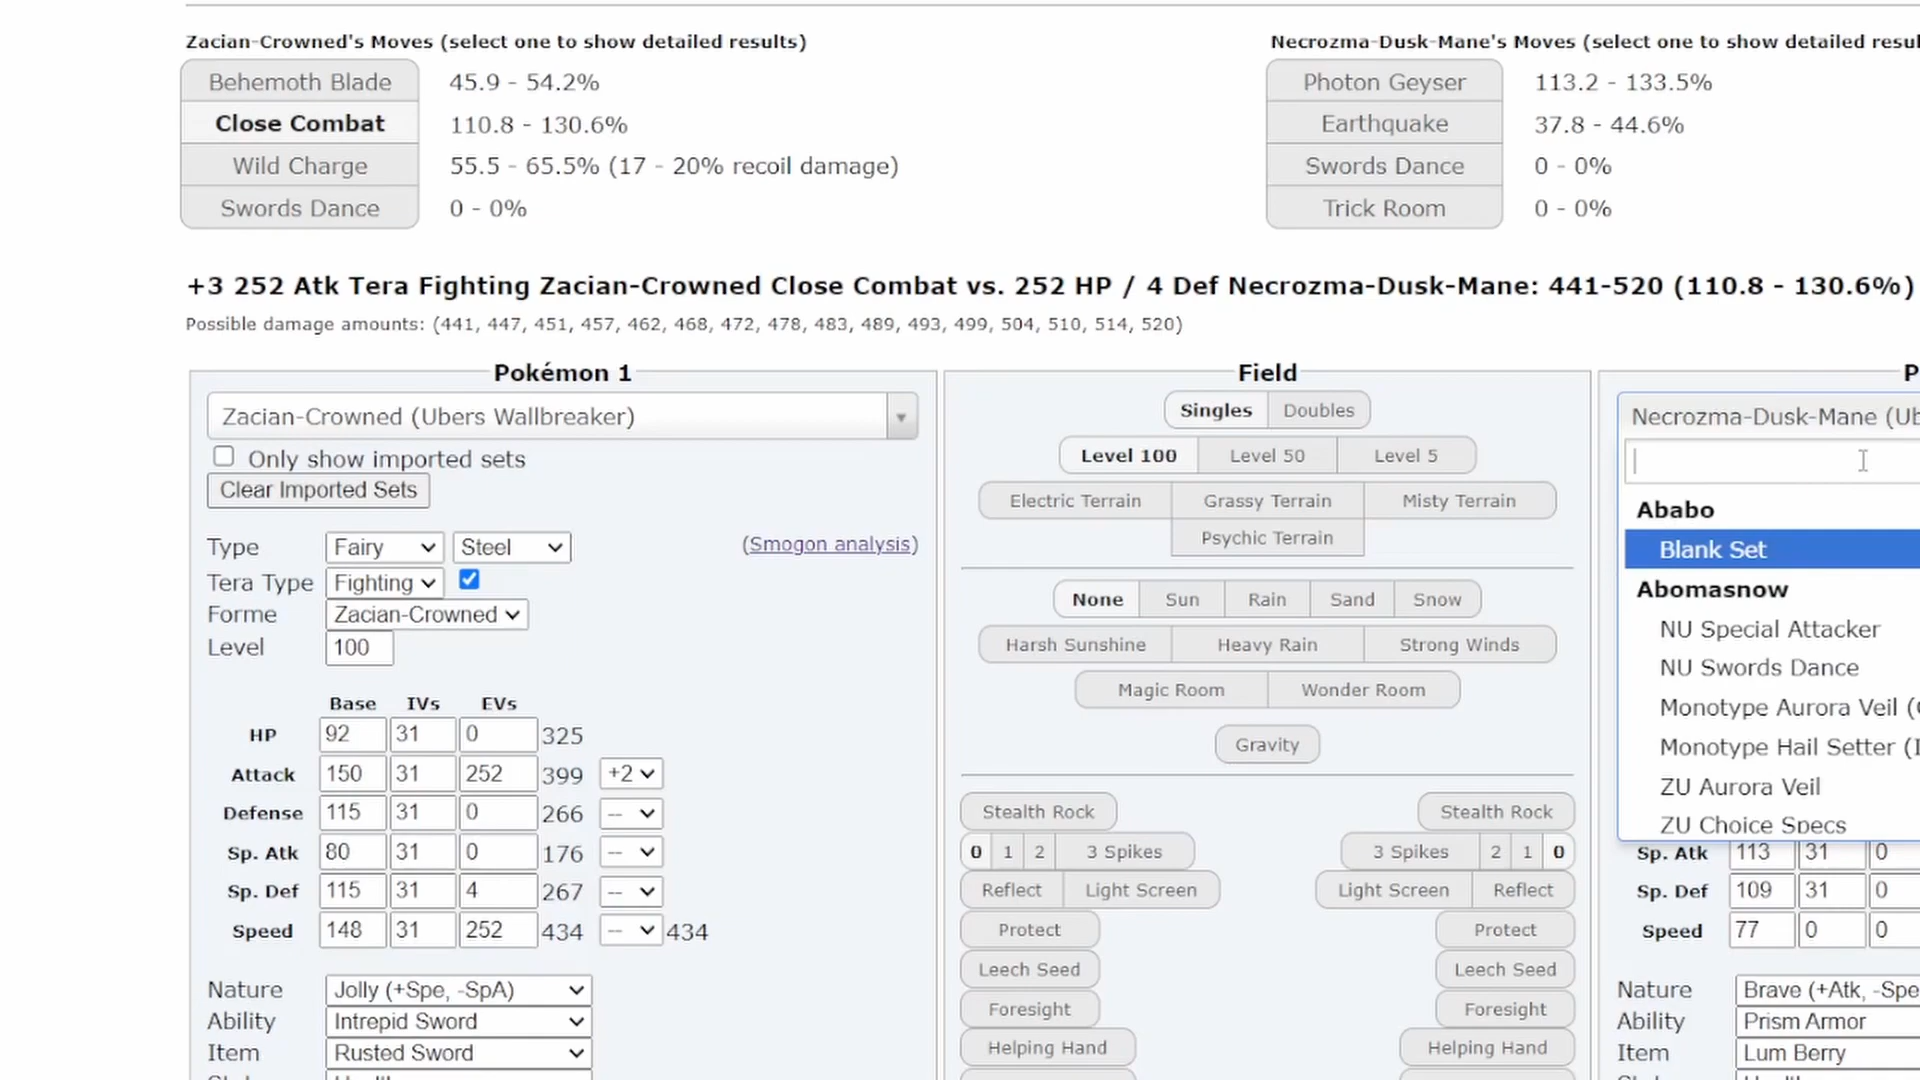 Zacian-Crowned's Moves (select one to show detailed results)
Behemoth Blade 45.9 - 54.2%
Close Combat 110.8 - 130.6%
Wild Charge 55.5 - 65.5% (17 - 20% recoil damage)
Swords Dance 0 - 0%
Necrozma-Dusk-Mane's Moves (select one to show detailed resul
Photon Geyser 113.2 - 133.5%
Earthquake 37.8 - 44.6%
Swords Dance 0 - 0%
Trick Room 0 - 0%
+3 252 Atk Tera Fighting Zacian-Crowned Close Combat vs. 252 HP / 4 Def Necrozma-Dusk-Mane: 441-520 (110.8 - 130.6%)
Possible damage amounts: (441, 447, 451, 457, 462, 468, 472, 478, 483, 489, 493, 499, 504, 510, 514, 520)
Pokémon 1
Zacian-Crowned (Ubers Wallbreaker)
Only show imported sets
Clear Imported Sets
Type Fairy Steel (Smogon analysis)
Tera Type Fighting
Forme Zacian-Crowned
Level 100
Base IVs EVs
HP 92 31 0 325
Attack 150 31 252 399 +2
Defense 115 31 0 266 --
Sp. Atk 80 31 0 176 --
Sp. Def 115 31 4 267 --
Speed 148 31 252 434 -- 434
Nature Jolly (+Spe, -SpA)
Ability Intrepid Sword
Item Rusted Sword
Field
Singles Doubles
Level 100 Level 50 Level 5
Electric Terrain Grassy Terrain Misty Terrain
Psychic Terrain
None Sun Rain Sand Snow
Harsh Sunshine Heavy Rain Strong Winds
Magic Room Wonder Room
Gravity
Stealth Rock Stealth Rock
0 1 2 3 Spikes 3 Spikes 2 1 0
Reflect Light Screen Light Screen Reflect
Protect Protect
Leech Seed Leech Seed
Foresight Foresight
Helping Hand Helping Hand
P
Necrozma-Dusk-Mane (Ub
Ababo
Blank Set
Abomasnow
NU Special Attacker
NU Swords Dance
Monotype Aurora Veil (
Monotype Hail Setter (
ZU Aurora Veil
ZU Choice Specs
Sp. Atk 113 31 0
Sp. Def 109 31 0
Speed 77 0 0
Nature Brave (+Atk, -Spe
Ability Prism Armor
Item Lum Berry